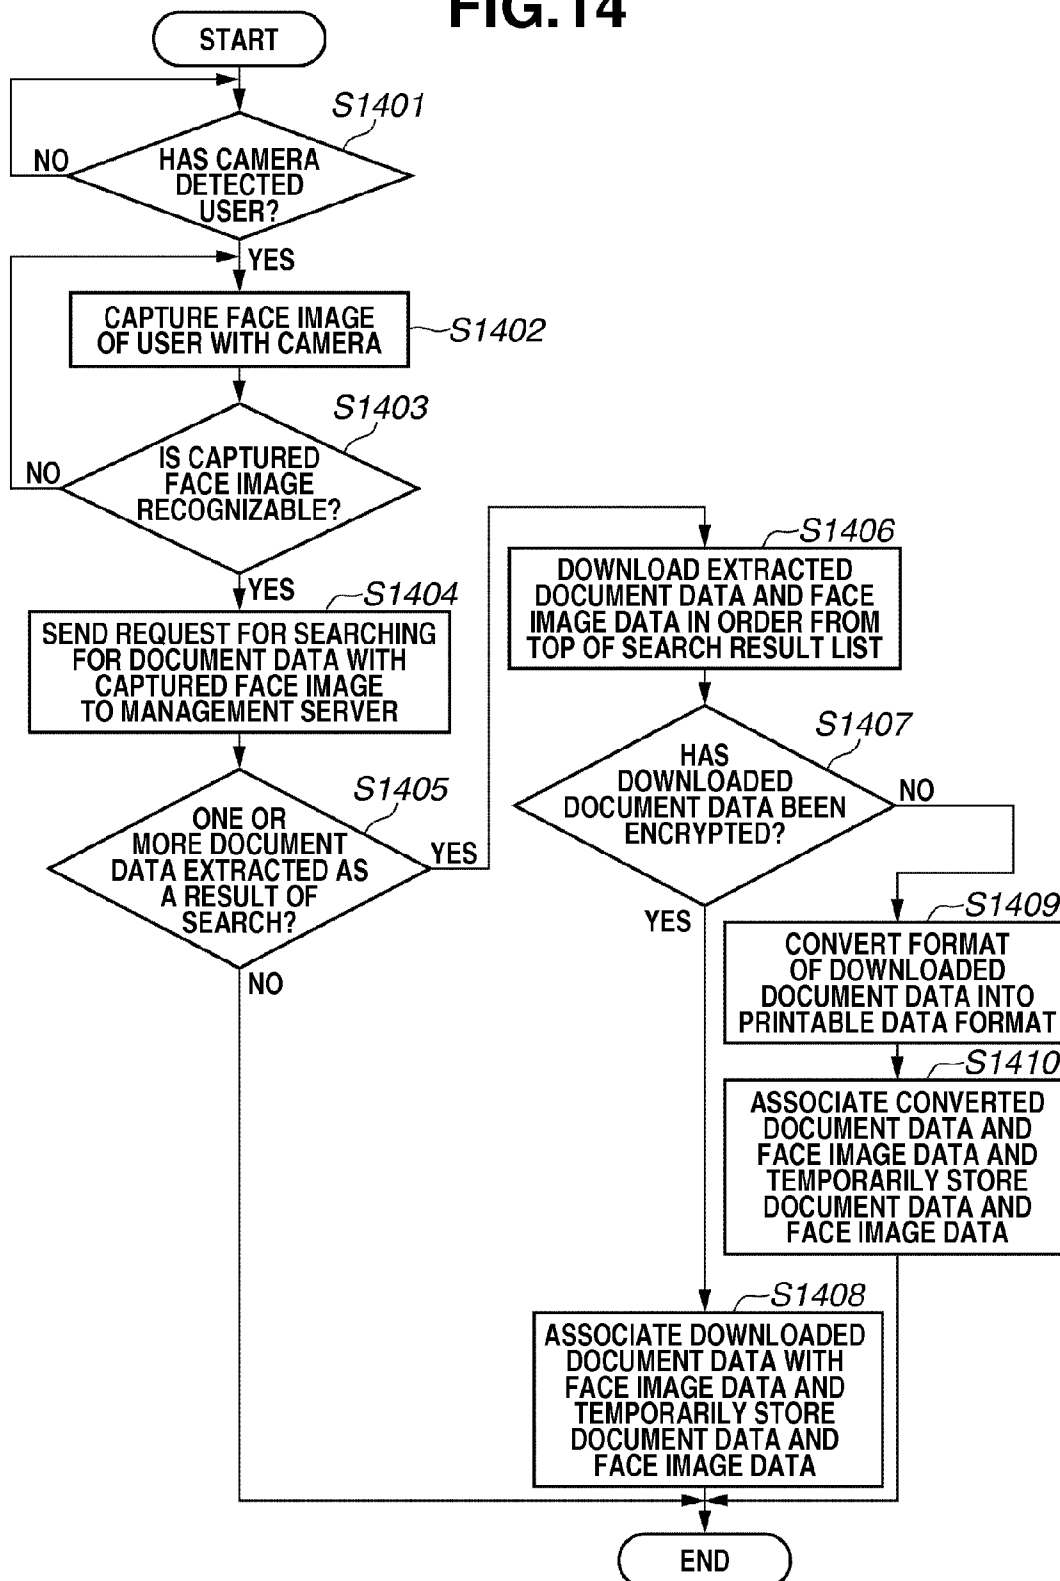 FIG.14
START
S1401
NO
HAS CAMERA
DETECTED
USER?
YES
CAPTURE FACE IMAGE
OF USER WITH CAMERA
S1402
S1403
NO
IS CAPTURED
FACE IMAGE
RECOGNIZABLE?
YES
S1404
SEND REQUEST FOR SEARCHING
FOR DOCUMENT DATA WITH
CAPTURED FACE IMAGE
TO MANAGEMENT SERVER
S1405
ONE OR
MORE DOCUMENT
DATA EXTRACTED AS
A RESULT OF
SEARCH?
YES
NO
S1406
DOWNLOAD EXTRACTED
DOCUMENT DATA AND FACE
IMAGE DATA IN ORDER FROM
TOP OF SEARCH RESULT LIST
S1407
HAS
DOWNLOADED
DOCUMENT DATA BEEN
ENCRYPTED?
NO
YES
S1409
CONVERT FORMAT
OF DOWNLOADED
DOCUMENT DATA INTO
PRINTABLE DATA FORMAT
S1410
ASSOCIATE CONVERTED
DOCUMENT DATA AND
FACE IMAGE DATA AND
TEMPORARILY STORE
DOCUMENT DATA AND
FACE IMAGE DATA
S1408
ASSOCIATE DOWNLOADED
DOCUMENT DATA WITH
FACE IMAGE DATA AND
TEMPORARILY STORE
DOCUMENT DATA AND
FACE IMAGE DATA
END